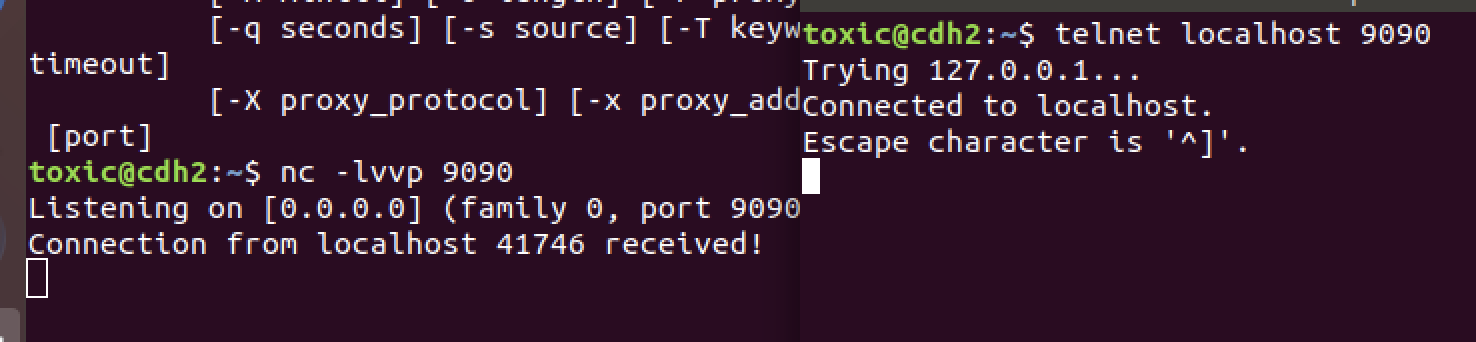 [-q seconds] [-s source] [-T keyw
timeout]
[-X proxy_protocol] [-x proxy_add
[port]
toxic@cdh2:~$ nc -lvvp 9090
Listening on [0.0.0.0] (family 0, port 9090
Connection from localhost 41746 received!
toxic@cdh2:~$ telnet localhost 9090
Trying 127.0.0.1...
Connected to localhost.
Escape character is '^]'.